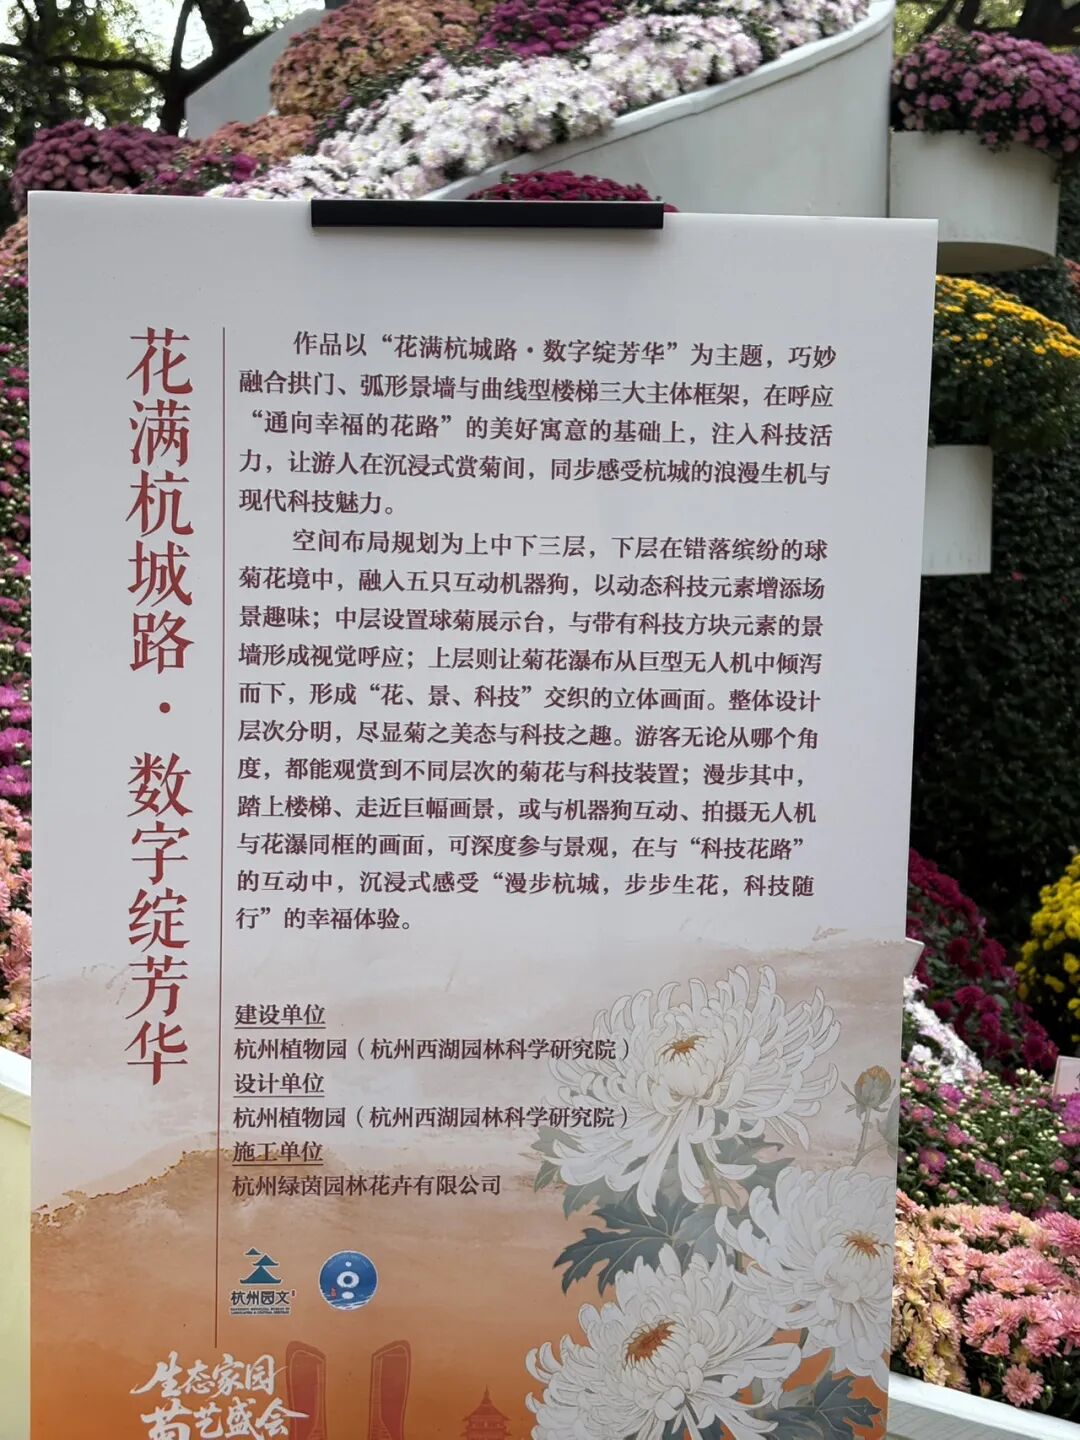 花满杭城路·数字绽芳华
作品以“花满杭城路·数字绽芳华”为主题，巧妙
融合拱门、弧形景墙与曲线型楼梯三大主体框架，在呼应
“通向幸福的花路”的美好寓意的基础上，注入科技活
力，让游人在沉浸式赏菊间，同步感受杭城的浪漫生机与
现代科技魅力。
空间布局规划为上中下三层，下层在错落缤纷的球
菊花境中，融入五只互动机器狗，以动态科技元素增添场
景趣味；中层设置球菊展示台，与带有科技方块元素的景
墙形成视觉呼应；上层则让菊花瀑布从巨型无人机中倾泻
而下，形成“花、景、科技”交织的立体画面。整体设计
层次分明，尽显菊之美态与科技之趣。游客无论从哪个角
度，都能观赏到不同层次的菊花与科技装置；漫步其中，
踏上楼梯、走近巨幅画景，或与机器狗互动、拍摄无人机
与花瀑同框的画面，可深度参与景观，在与“科技花路”
的互动中，沉浸式感受“漫步杭城，步步生花，科技随
行”的幸福体验。
建设单位
杭州植物园（杭州西湖园林科学研究院）
设计单位
杭州植物园（杭州西湖园林科学研究院）
施工单位
杭州绿茵园林花卉有限公司
杭州园文
生态家园
菊艺盛会